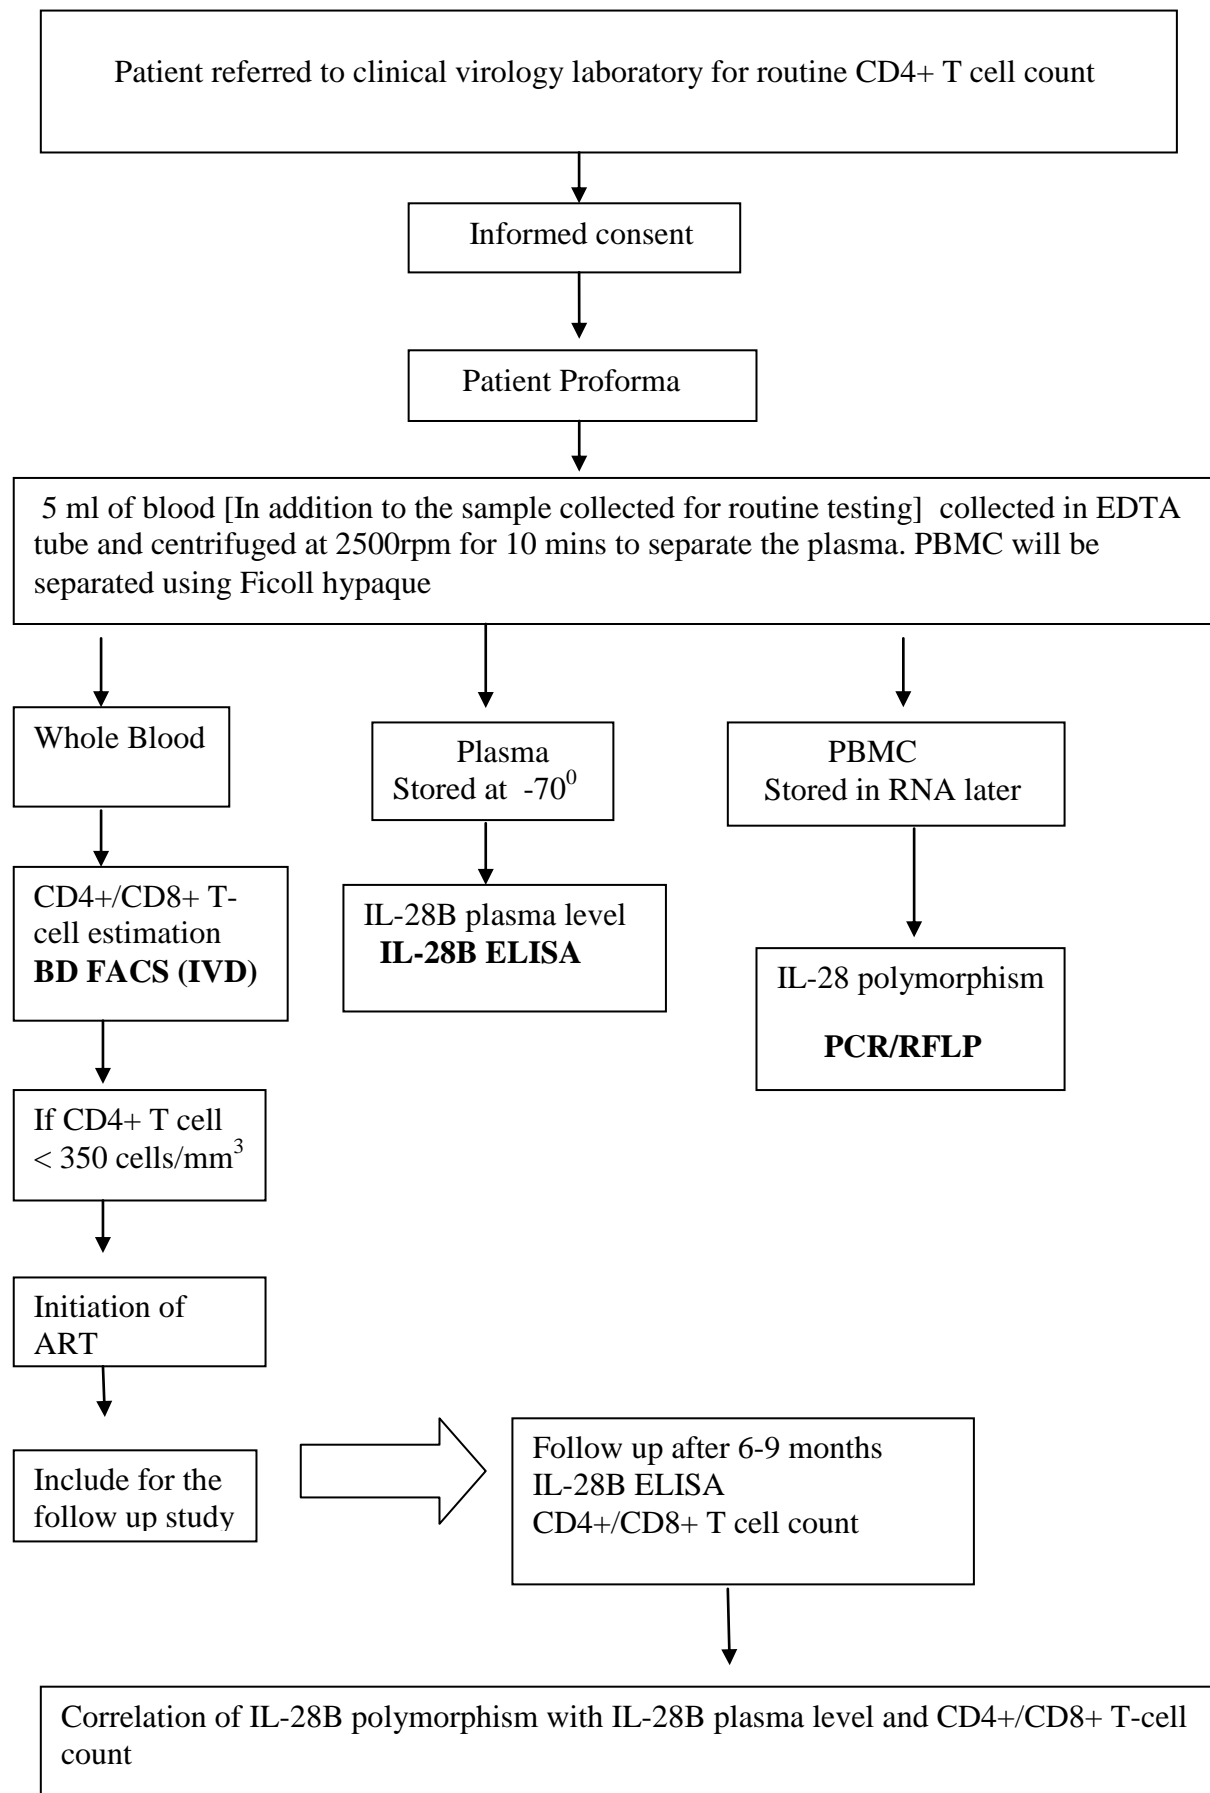 Patient referred to clinical virology laboratory for routine CD4+ T cell count
Informed consent
Patient Proforma
5 ml of blood [In addition to the sample collected for routine testing]  collected in EDTA
tube and centrifuged at 2500rpm for 10 mins to separate the plasma. PBMC will be
separated using Ficoll hypaque
Whole Blood
Plasma
Stored at  -70⁰
PBMC
Stored in RNA later
CD4+/CD8+ T-
cell estimation
BD FACS (IVD)
IL-28B plasma level
IL-28B ELISA
IL-28 polymorphism
PCR/RFLP
If CD4+ T cell
< 350 cells/mm³
Initiation of
ART
Include for the
follow up study
Follow up after 6-9 months
IL-28B ELISA
CD4+/CD8+ T cell count
Correlation of IL-28B polymorphism with IL-28B plasma level and CD4+/CD8+ T-cell
count